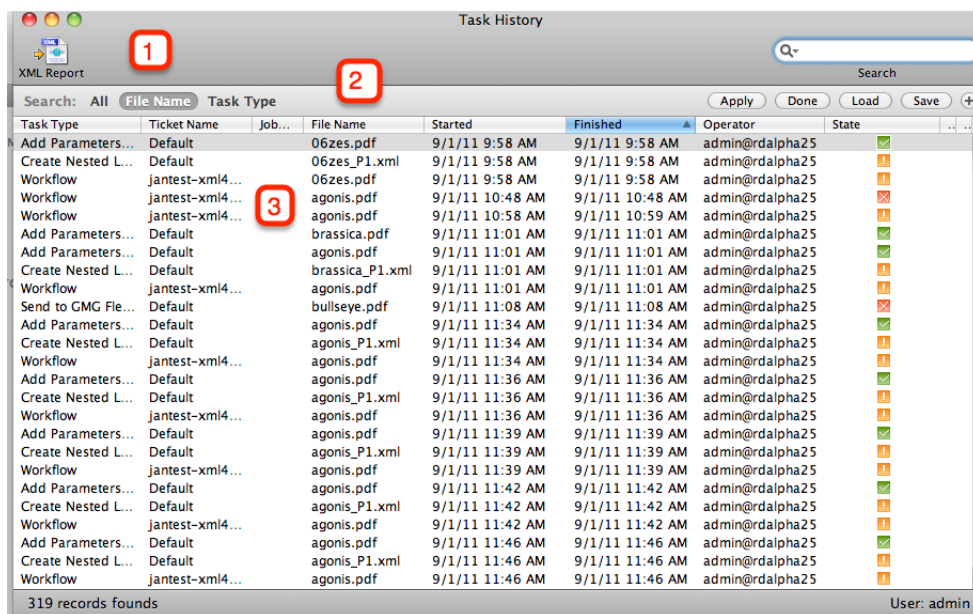 Task History
1
XML Report
Search
2
Search: All File Name Task Type Apply Done Load Save
Task Type Ticket Name Job... File Name Started Finished Operator State .. ..
Add Parameters... Default 06zes.pdf 9/1/11 9:58 AM 9/1/11 9:58 AM admin@rdalpha25
Create Nested L... Default 06zes_P1.xml 9/1/11 9:58 AM 9/1/11 9:58 AM admin@rdalpha25
Workflow jantest-xml4... 06zes.pdf 9/1/11 9:58 AM 9/1/11 9:58 AM admin@rdalpha25
3
Workflow jantest-xml4... agonis.pdf 9/1/11 10:48 AM 9/1/11 10:48 AM admin@rdalpha25
Workflow jantest-xml4... agonis.pdf 9/1/11 10:58 AM 9/1/11 10:59 AM admin@rdalpha25
Add Parameters... Default brassica.pdf 9/1/11 11:01 AM 9/1/11 11:01 AM admin@rdalpha25
Add Parameters... Default agonis.pdf 9/1/11 11:01 AM 9/1/11 11:01 AM admin@rdalpha25
Create Nested L... Default brassica_P1.xml 9/1/11 11:01 AM 9/1/11 11:01 AM admin@rdalpha25
Workflow jantest-xml4... agonis.pdf 9/1/11 11:01 AM 9/1/11 11:01 AM admin@rdalpha25
Send to GMG Fle... Default bullseye.pdf 9/1/11 11:08 AM 9/1/11 11:08 AM admin@rdalpha25
Add Parameters... Default agonis.pdf 9/1/11 11:34 AM 9/1/11 11:34 AM admin@rdalpha25
Create Nested L... Default agonis_P1.xml 9/1/11 11:34 AM 9/1/11 11:34 AM admin@rdalpha25
Workflow jantest-xml4... agonis.pdf 9/1/11 11:34 AM 9/1/11 11:34 AM admin@rdalpha25
Add Parameters... Default agonis.pdf 9/1/11 11:36 AM 9/1/11 11:36 AM admin@rdalpha25
Create Nested L... Default agonis_P1.xml 9/1/11 11:36 AM 9/1/11 11:36 AM admin@rdalpha25
Workflow jantest-xml4... agonis.pdf 9/1/11 11:36 AM 9/1/11 11:36 AM admin@rdalpha25
Add Parameters... Default agonis.pdf 9/1/11 11:39 AM 9/1/11 11:39 AM admin@rdalpha25
Create Nested L... Default agonis_P1.xml 9/1/11 11:39 AM 9/1/11 11:39 AM admin@rdalpha25
Workflow jantest-xml4... agonis.pdf 9/1/11 11:39 AM 9/1/11 11:39 AM admin@rdalpha25
Add Parameters... Default agonis.pdf 9/1/11 11:42 AM 9/1/11 11:42 AM admin@rdalpha25
Create Nested L... Default agonis_P1.xml 9/1/11 11:42 AM 9/1/11 11:42 AM admin@rdalpha25
Workflow jantest-xml4... agonis.pdf 9/1/11 11:42 AM 9/1/11 11:42 AM admin@rdalpha25
Add Parameters... Default agonis.pdf 9/1/11 11:46 AM 9/1/11 11:46 AM admin@rdalpha25
Create Nested L... Default agonis_P1.xml 9/1/11 11:46 AM 9/1/11 11:46 AM admin@rdalpha25
Workflow jantest-xml4... agonis.pdf 9/1/11 11:46 AM 9/1/11 11:46 AM admin@rdalpha25
319 records founds User: admin